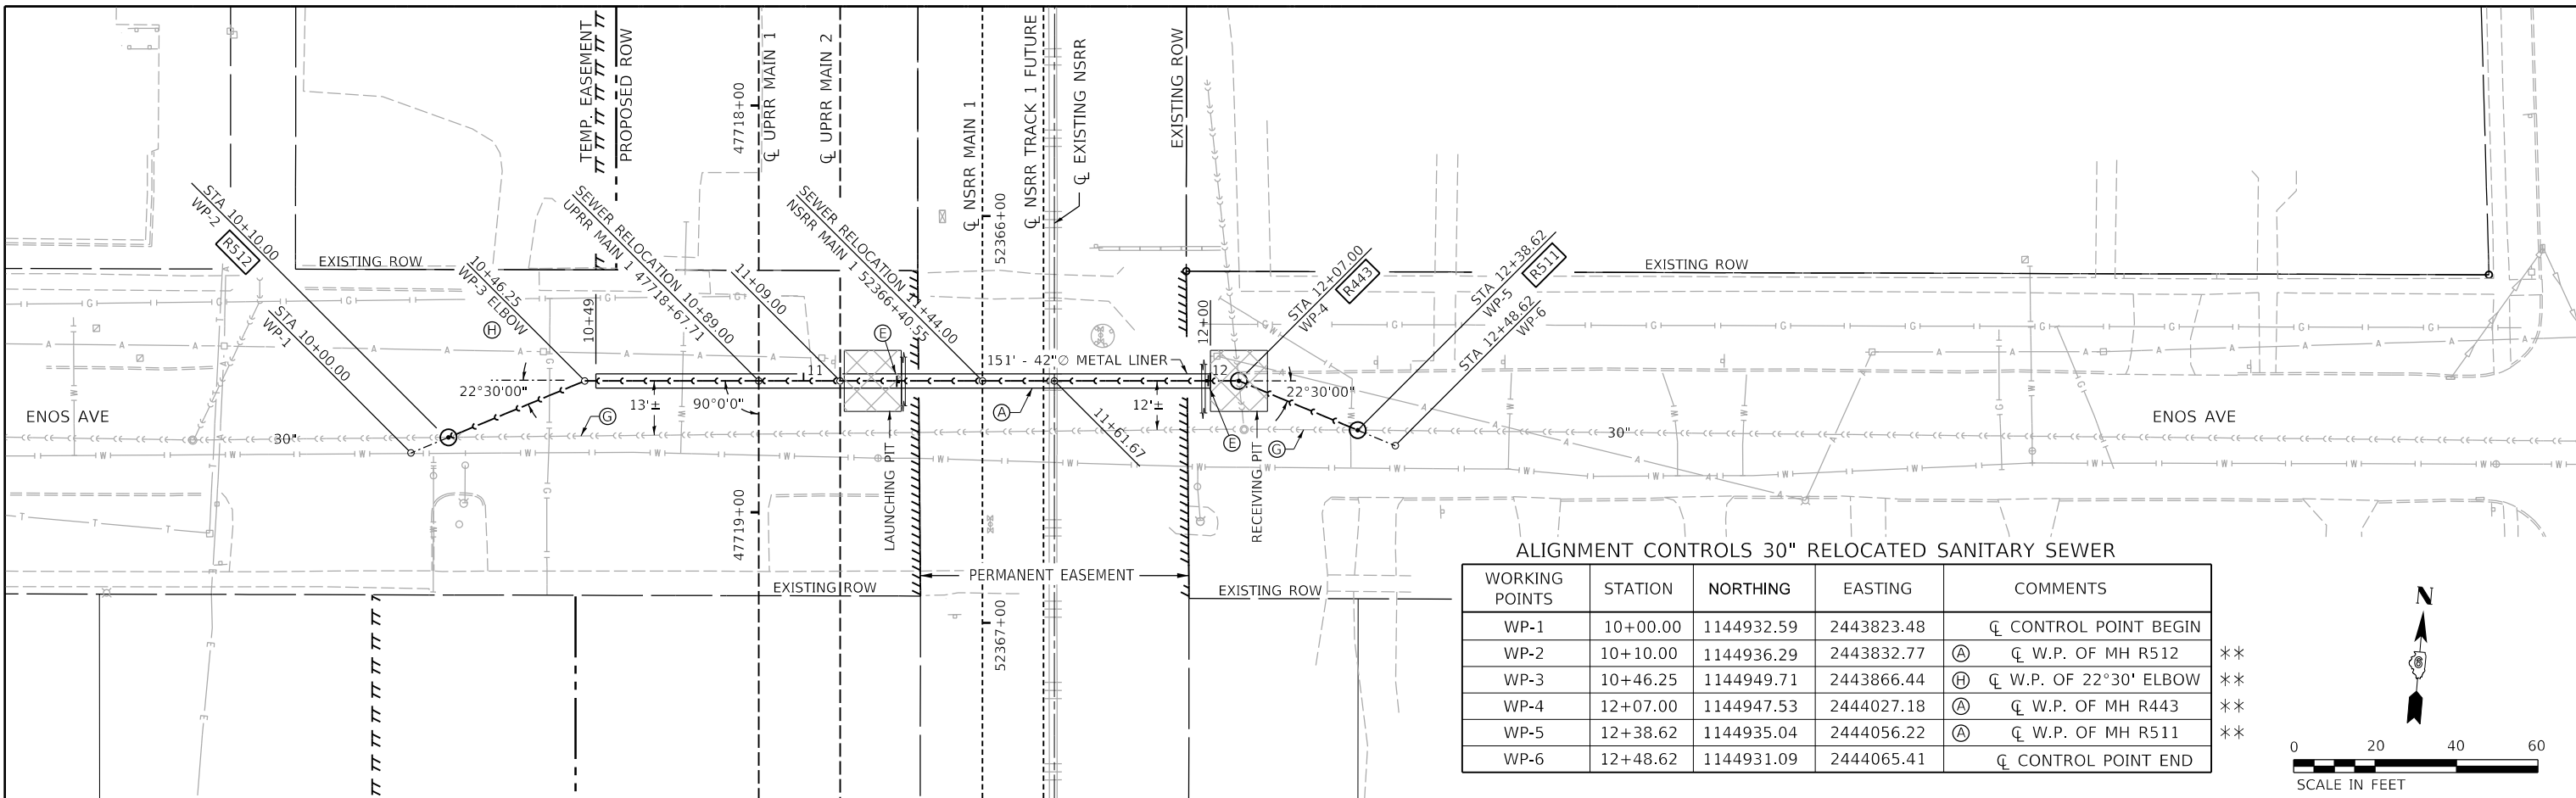 TEMP. EASEMENT
PROPOSED ROW
47718+00
℄ UPRR MAIN 1
℄ UPRR MAIN 2
℄ NSRR MAIN 1
52366+00
℄ NSRR TRACK 1 FUTURE
℄ EXISTING NSRR
EXISTING ROW
STA 10+10.00
WP-2
R512
EXISTING ROW
STA 10+00.00
WP-1
10+46.25
WP-3 ELBOW
H
10+49
SEWER RELOCATION 10+89.00
UPRR MAIN 1 47718+67.71
11+09.00
SEWER RELOCATION 11+44.00
NSRR MAIN 1 52366+40.55
E
151' - 42"∅ METAL LINER
12+00
STA 12+07.00
WP-4
R443
STA 12+38.62
WP-5
R511
STA 12+48.62
WP-6
EXISTING ROW
11
12
22°30'00"
13'±
90°0'0"
A
12'±
22°30'00"
ENOS AVE
30"
G
11+61.67
E
G
30"
ENOS AVE
LAUNCHING PIT
RECEIVING PIT
47719+00
PERMANENT EASEMENT
EXISTING ROW
EXISTING ROW
52367+00
ALIGNMENT CONTROLS 30" RELOCATED SANITARY SEWER
WORKING POINTS STATION NORTHING EASTING COMMENTS
WP-1 10+00.00 1144932.59 2443823.48 ℄ CONTROL POINT BEGIN
WP-2 10+10.00 1144936.29 2443832.77 A ℄ W.P. OF MH R512 **
WP-3 10+46.25 1144949.71 2443866.44 H ℄ W.P. OF 22°30' ELBOW **
WP-4 12+07.00 1144947.53 2444027.18 A ℄ W.P. OF MH R443 **
WP-5 12+38.62 1144935.04 2444056.22 A ℄ W.P. OF MH R511 **
WP-6 12+48.62 1144931.09 2444065.41 ℄ CONTROL POINT END
N
0 20 40 60
SCALE IN FEET